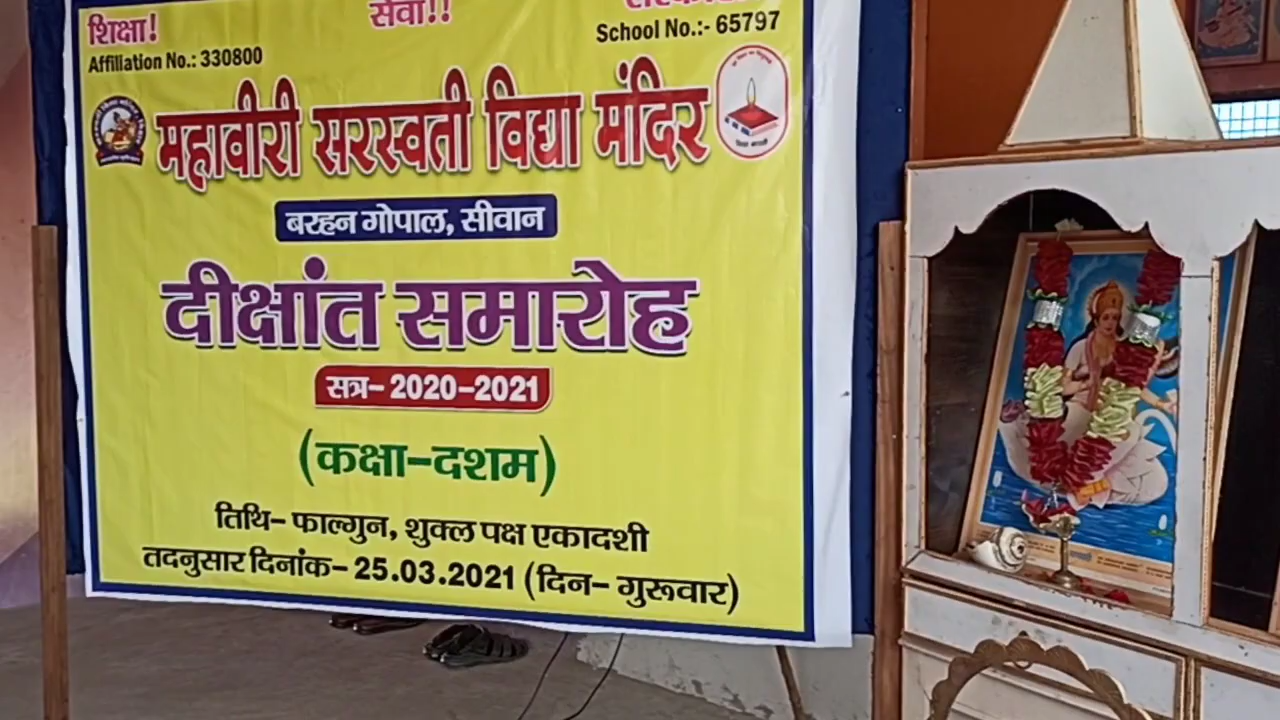 शिक्षा! सेवा!!
Affiliation No.: 330800 School No.:- 65797
महावीरी सरस्वती विद्या मंदिर
बरहन गोपाल, सीवान
दीक्षांत समारोह
सत्र– 2020–2021
(कक्षा–दशम)
तिथि– फाल्गुन, शुक्ल पक्ष एकादशी
तदनुसार दिनांक– 25.03.2021 (दिन– गुरूवार)